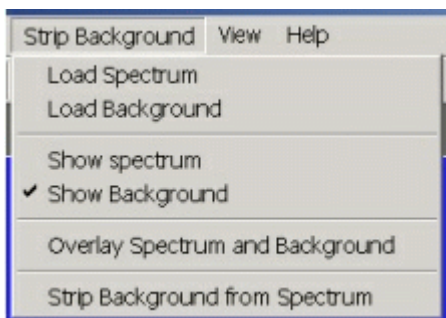 Strip Background View Help
Load Spectrum
Load Background
Show spectrum
Show Background
Overlay Spectrum and Background
Strip Background from Spectrum